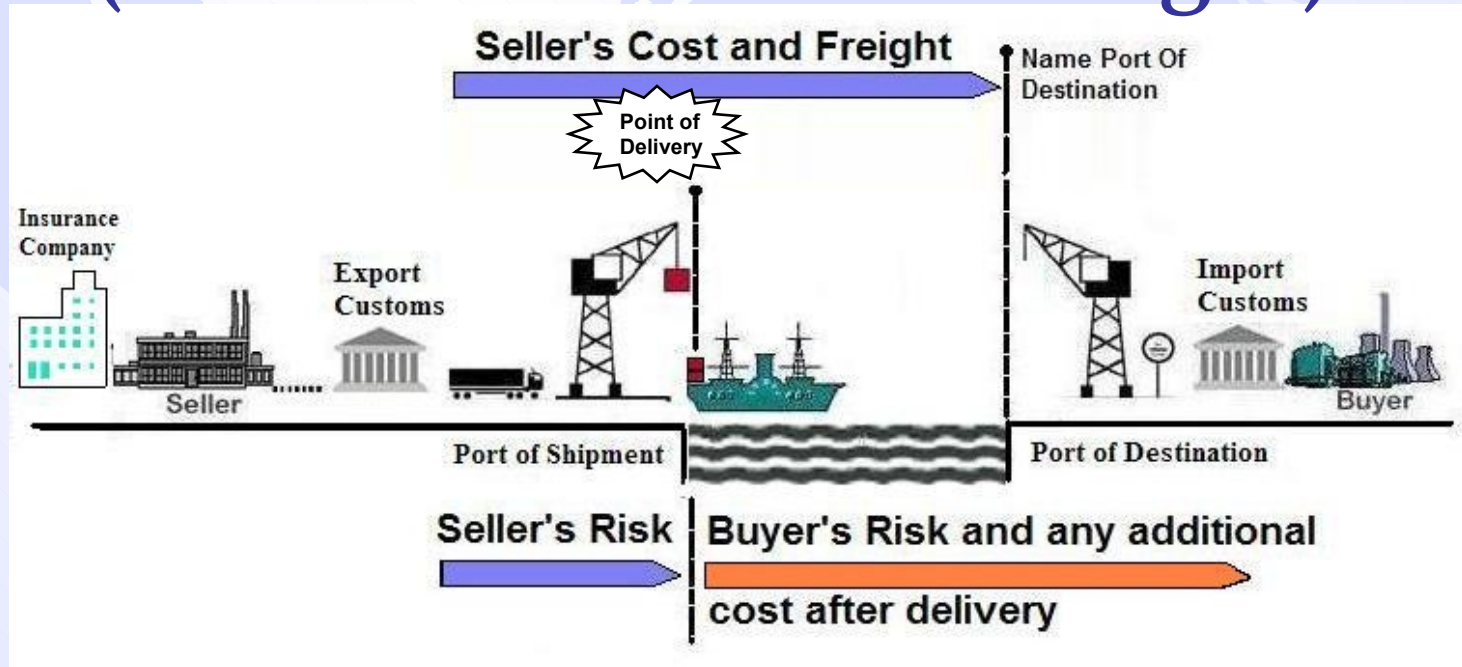 Seller's Cost and Freight
Name Port Of
Destination
Point of
Delivery
Insurance
Company
Export
Customs
Import
Customs
Seller
Buyer
Port of Shipment
Port of Destination
Seller's Risk
Buyer's Risk and any additional
cost after delivery